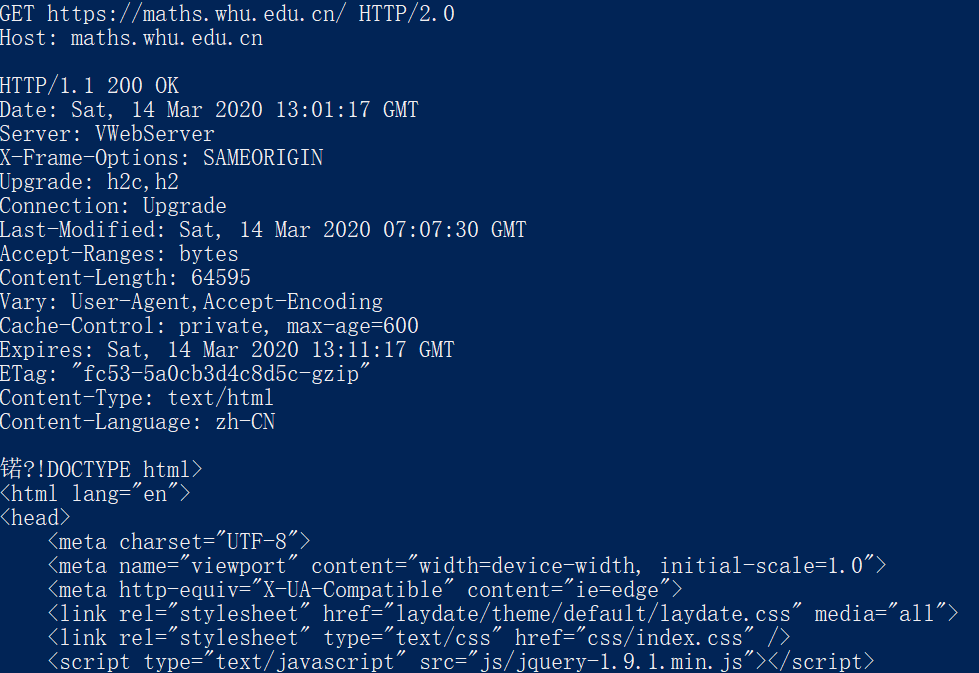 GET https://maths.whu.edu.cn/ HTTP/2.0
Host: maths.whu.edu.cn
HTTP/1.1 200 OK
Date: Sat, 14 Mar 2020 13:01:17 GMT
Server: VWebServer
X-Frame-Options: SAMEORIGIN
Upgrade: h2c,h2
Connection: Upgrade
Last-Modified: Sat, 14 Mar 2020 07:07:30 GMT
Accept-Ranges: bytes
Content-Length: 64595
Vary: User-Agent,Accept-Encoding
Cache-Control: private, max-age=600
Expires: Sat, 14 Mar 2020 13:11:17 GMT
ETag: "fc53-5a0cb3d4c8d5c-gzip"
Content-Type: text/html
Content-Language: zh-CN
锘?!DOCTYPE html>
<html lang="en">
<head>
    <meta charset="UTF-8">
    <meta name="viewport" content="width=device-width, initial-scale=1.0">
    <meta http-equiv="X-UA-Compatible" content="ie=edge">
    <link rel="stylesheet" href="laydate/theme/default/laydate.css" media="all">
    <link rel="stylesheet" type="text/css" href="css/index.css" />
    <script type="text/javascript" src="js/jquery-1.9.1.min.js"></script>